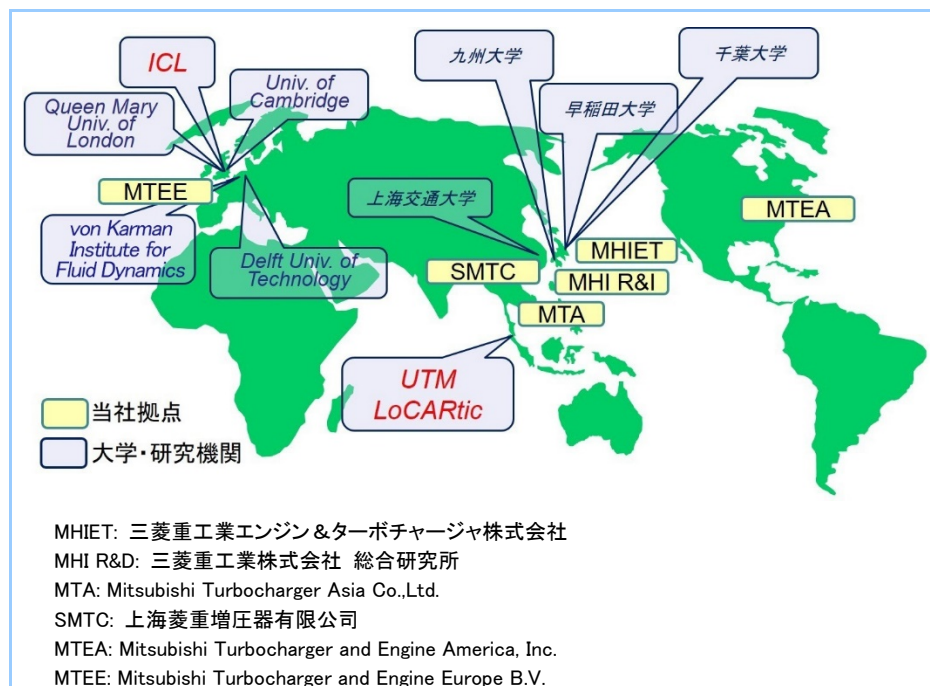 ICL
Univ. of
Cambridge
Queen Mary
Univ. of
London
九州大学
千葉大学
早稲田大学
MTEE
上海交通大学
MTEA
von Karman
Institute for
Fluid Dynamics
Delft Univ. of
Technology
MHIET
SMTC
MHI R&I
MTA
UTM
LoCARtic
当社拠点
大学・研究機関
MHIET: 三菱重工業エンジン&ターボチャージャ株式会社
MHI R&D: 三菱重工業株式会社 総合研究所
MTA: Mitsubishi Turbocharger Asia Co.,Ltd.
SMTC: 上海菱重増圧器有限公司
MTEA: Mitsubishi Turbocharger and Engine America, Inc.
MTEE: Mitsubishi Turbocharger and Engine Europe B.V.